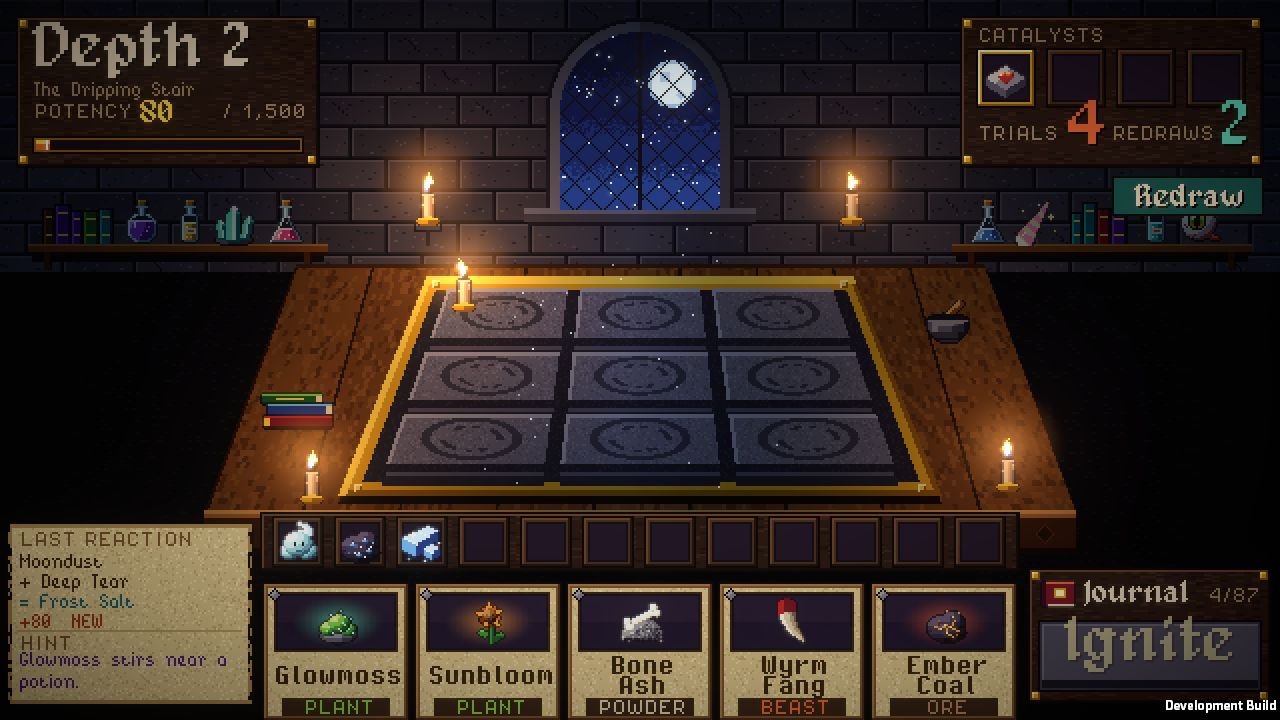 Depth 2
The Dripping Stair
POTENCY 80 / 1,500
CATALYSTS
TRIALS 4 REDRAWS 2
Redraw
LAST REACTION
Moondust
+ Deep Tear
= Frost Salt
+80 NEW
HINT
Glowmoss stirs near a
potion.
Glowmoss
PLANT
Sunbloom
PLANT
Bone
Ash
POWDER
Wyrm
Fang
BEAST
Ember
Coal
ORE
Journal 4/87
Ignite
Development Build